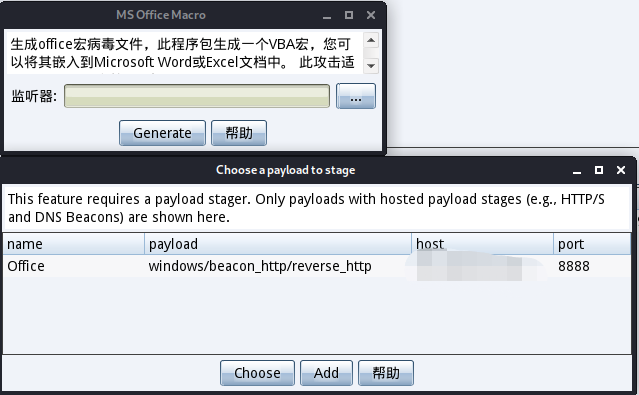 MS Office Macro
生成office宏病毒文件，此程序包生成一个VBA宏，您可
以将其嵌入到Microsoft Word或Excel文档中。 此攻击适
监听器: ...
Generate 帮助
Choose a payload to stage
This feature requires a payload stager. Only payloads with hosted payload stages (e.g., HTTP/S
and DNS Beacons) are shown here.
name payload host port
Office windows/beacon_http/reverse_http 8888
Choose Add 帮助